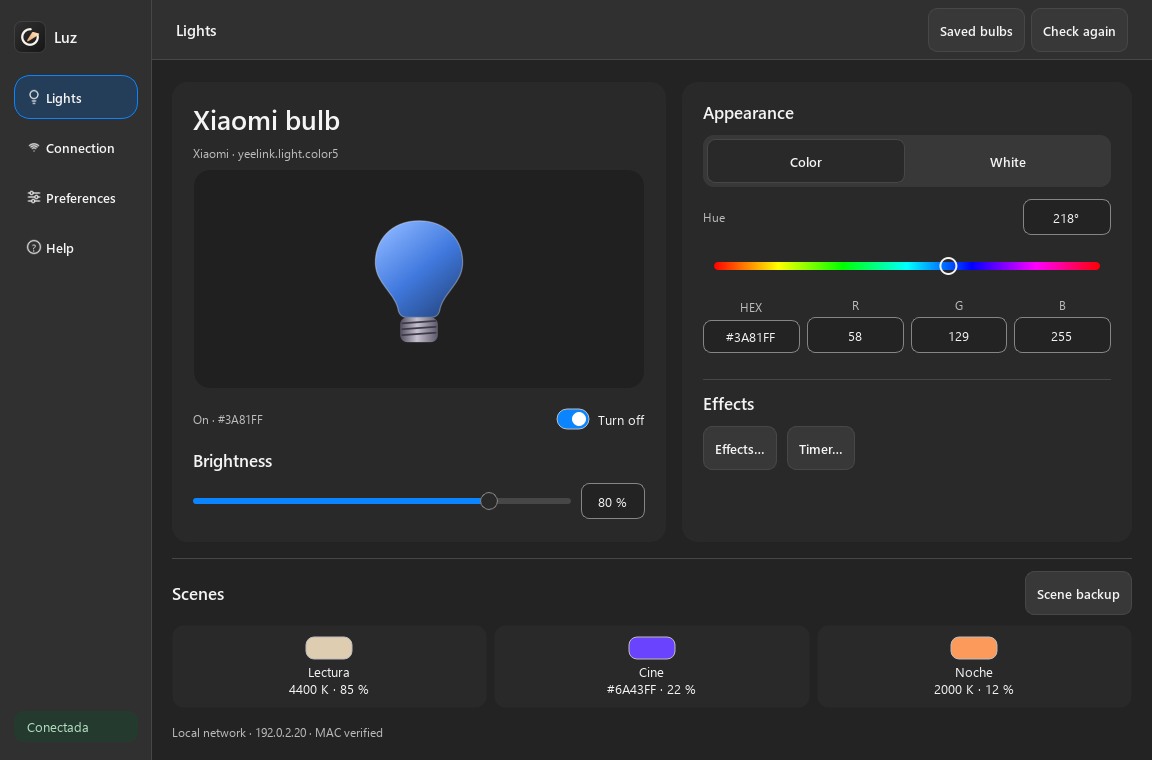 Luz
Lights
Connection
Preferences
Help
Conectada
Lights
Saved bulbs
Check again
Xiaomi bulb
Xiaomi · yeelink.light.color5
On · #3A81FF
Turn off
Brightness
80 %
Appearance
Color
White
Hue
218°
HEX
R
G
B
#3A81FF
58
129
255
Effects
Effects...
Timer...
Scenes
Scene backup
Lectura
4400 K · 85 %
Cine
#6A43FF · 22 %
Noche
2000 K · 12 %
Local network · 192.0.2.20 · MAC verified